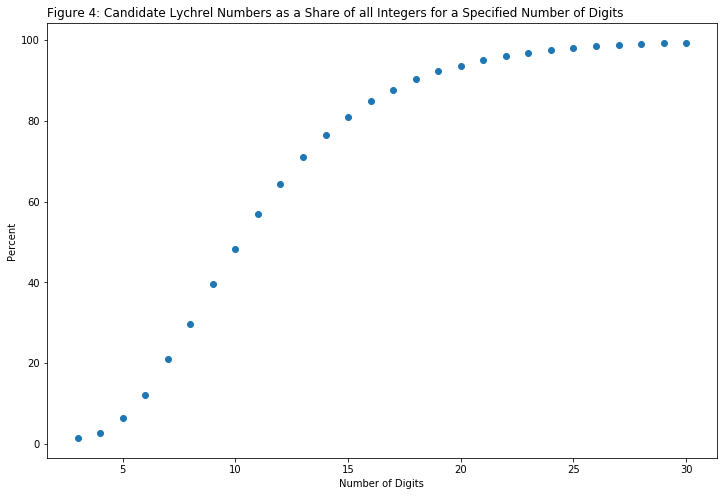 Figure 4: Candidate Lychrel Numbers as a Share of all Integers for a Specified Number of Digits
100
80
60
40
20
0
Percent
5 10 15 20 25 30
Number of Digits